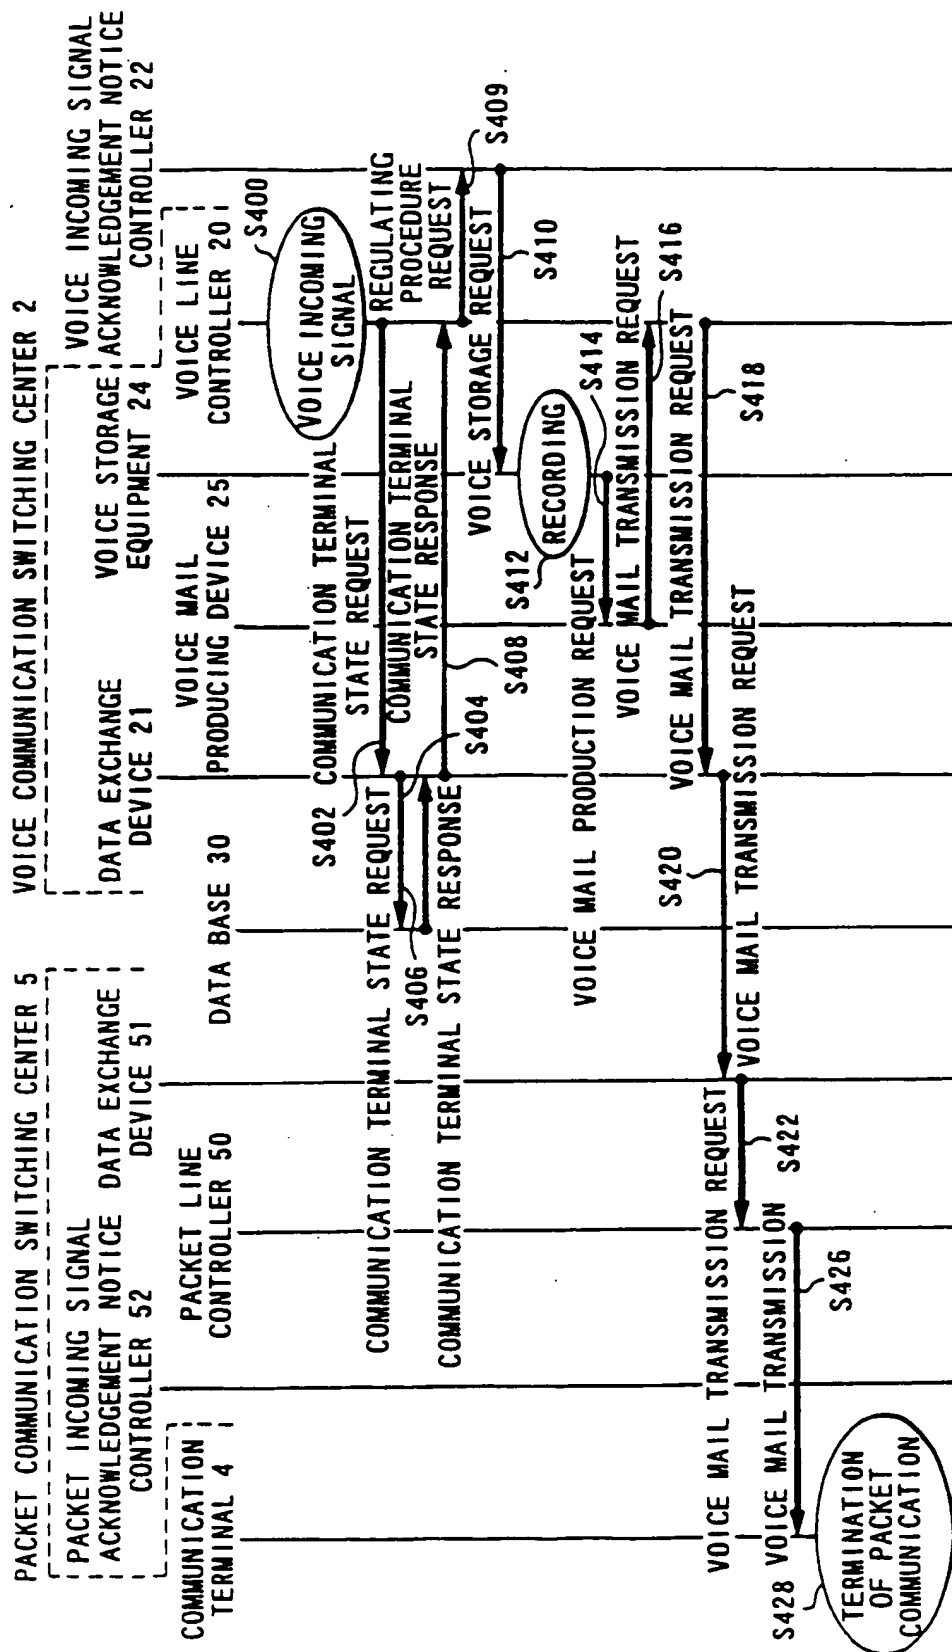 PACKET COMMUNICATION SWITCHING CENTER 5
VOICE COMMUNICATION SWITCHING CENTER 2
PACKET INCOMING SIGNAL
ACKNOWLEDGEMENT NOTICE
CONTROLLER 52
DATA EXCHANGE
DEVICE 51
DATA EXCHANGE
DEVICE 21
VOICE STORAGE
EQUIPMENT 24
VOICE INCOMING SIGNAL
ACKNOWLEDGEMENT NOTICE
CONTROLLER 22
COMMUNICATION
TERMINAL 4
PACKET LINE
CONTROLLER 50
DATA BASE 30
VOICE MAIL
PRODUCING DEVICE 25
VOICE LINE
CONTROLLER 20
S400
VOICE INCOMING
SIGNAL
S402
COMMUNICATION TERMINAL
STATE REQUEST
REGULATING
PROCEDURE
REQUEST
COMMUNICATION TERMINAL STATE REQUEST
S404
S406
COMMUNICATION TERMINAL
STATE RESPONSE
COMMUNICATION TERMINAL STATE RESPONSE
S408
S409
VOICE STORAGE REQUEST
S410
S412
RECORDING
S414
VOICE MAIL PRODUCTION REQUEST
VOICE MAIL TRANSMISSION REQUEST
S416
VOICE MAIL TRANSMISSION REQUEST
S418
S420
VOICE MAIL TRANSMISSION REQUEST
VOICE MAIL TRANSMISSION REQUEST
S422
VOICE MAIL TRANSMISSION
S426
S428
TERMINATION
OF PACKET
COMMUNICATION